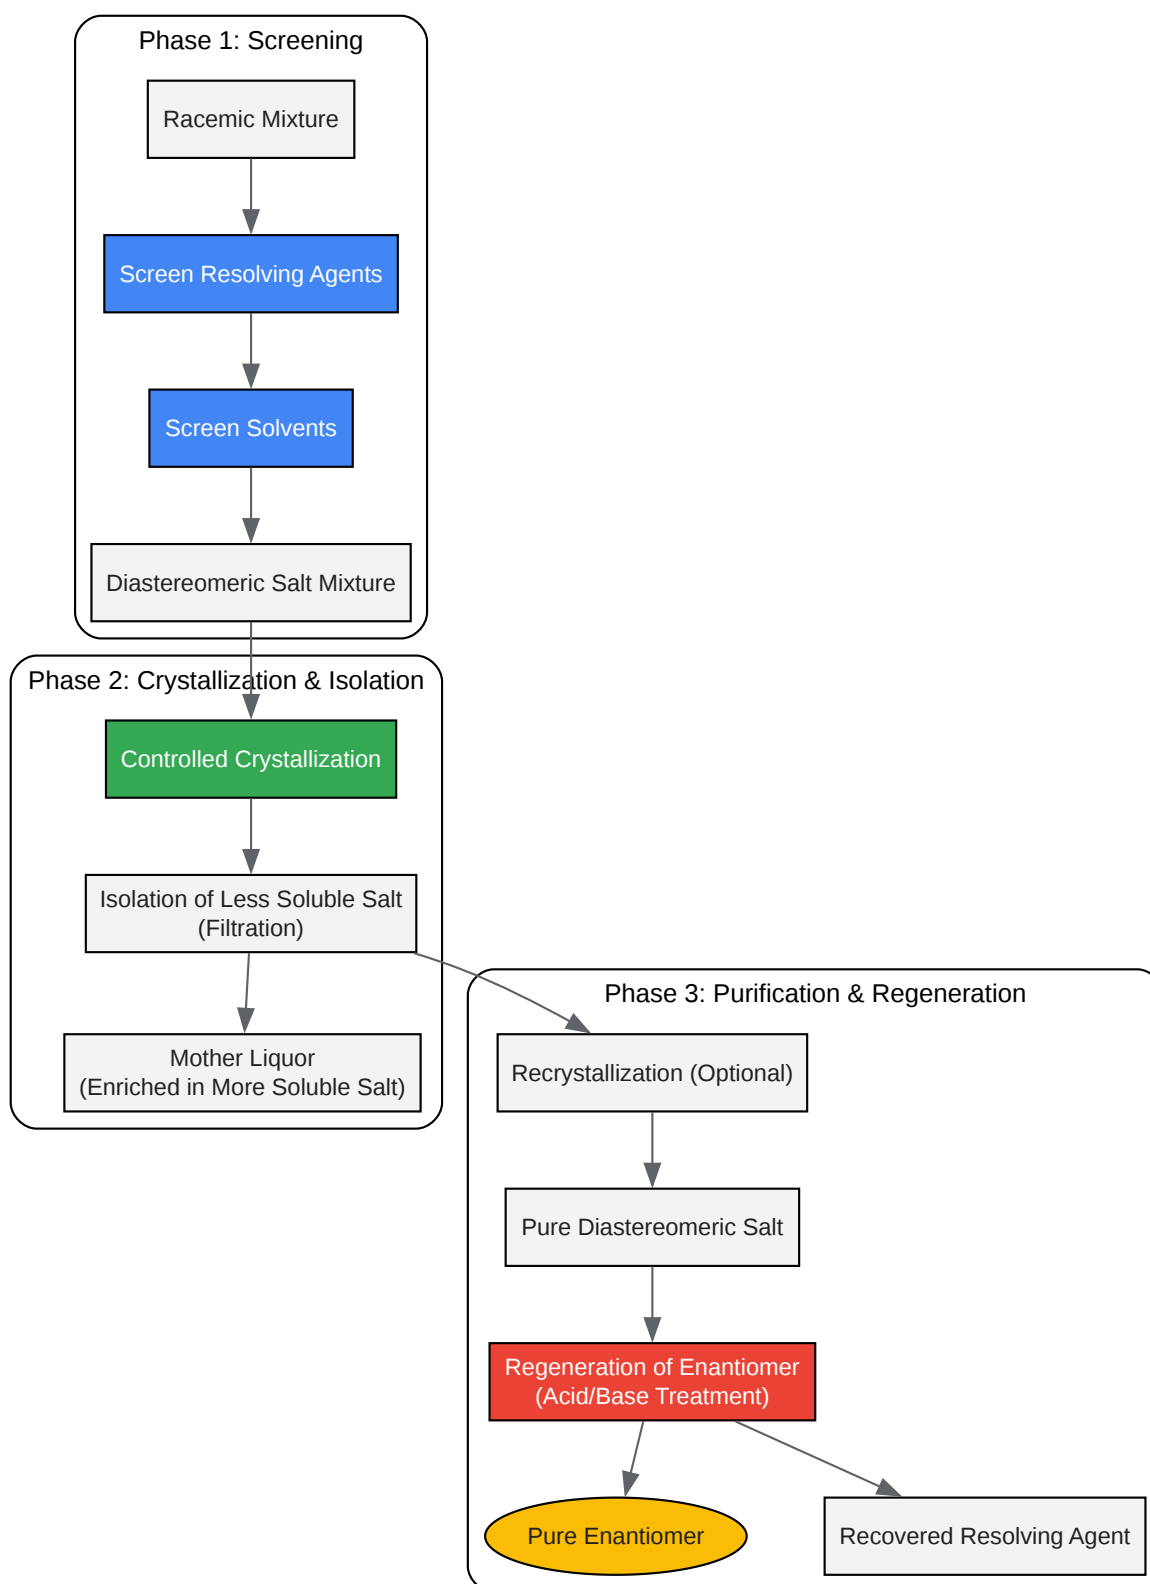 Phase 1: Screening
Racemic Mixture
Screen Resolving Agents
Screen Solvents
Diastereomeric Salt Mixture
Phase 2: Crystallization & Isolation
Controlled Crystallization
Isolation of Less Soluble Salt
(Filtration)
Mother Liquor
(Enriched in More Soluble Salt)
Phase 3: Purification & Regeneration
Recrystallization (Optional)
Pure Diastereomeric Salt
Regeneration of Enantiomer
(Acid/Base Treatment)
Pure Enantiomer
Recovered Resolving Agent